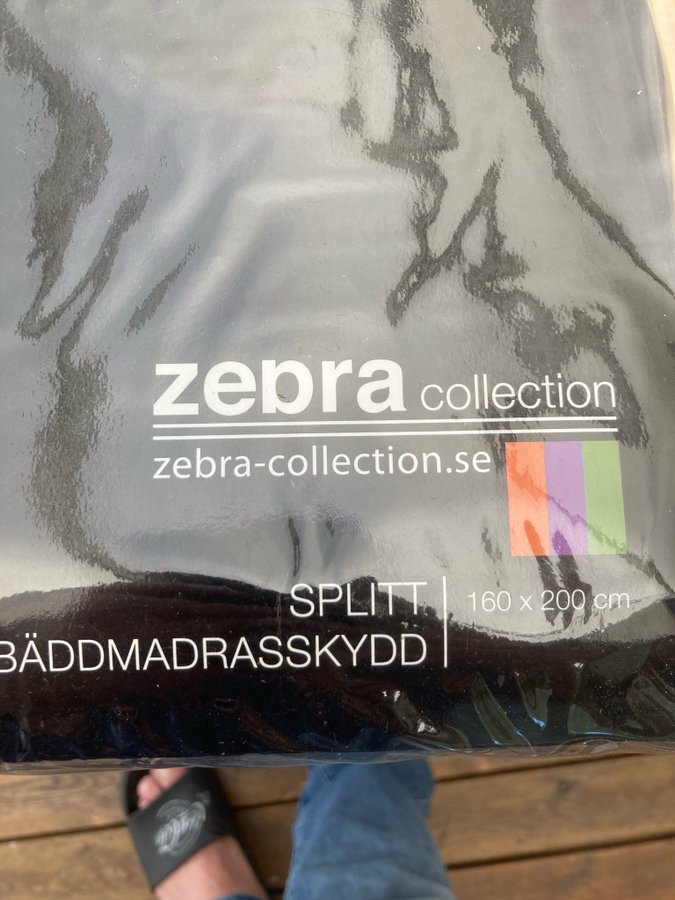 zebra collection
zebra-collection.se
SPLITT
160 x 200 cm
BÄDDMADRASSKYDD